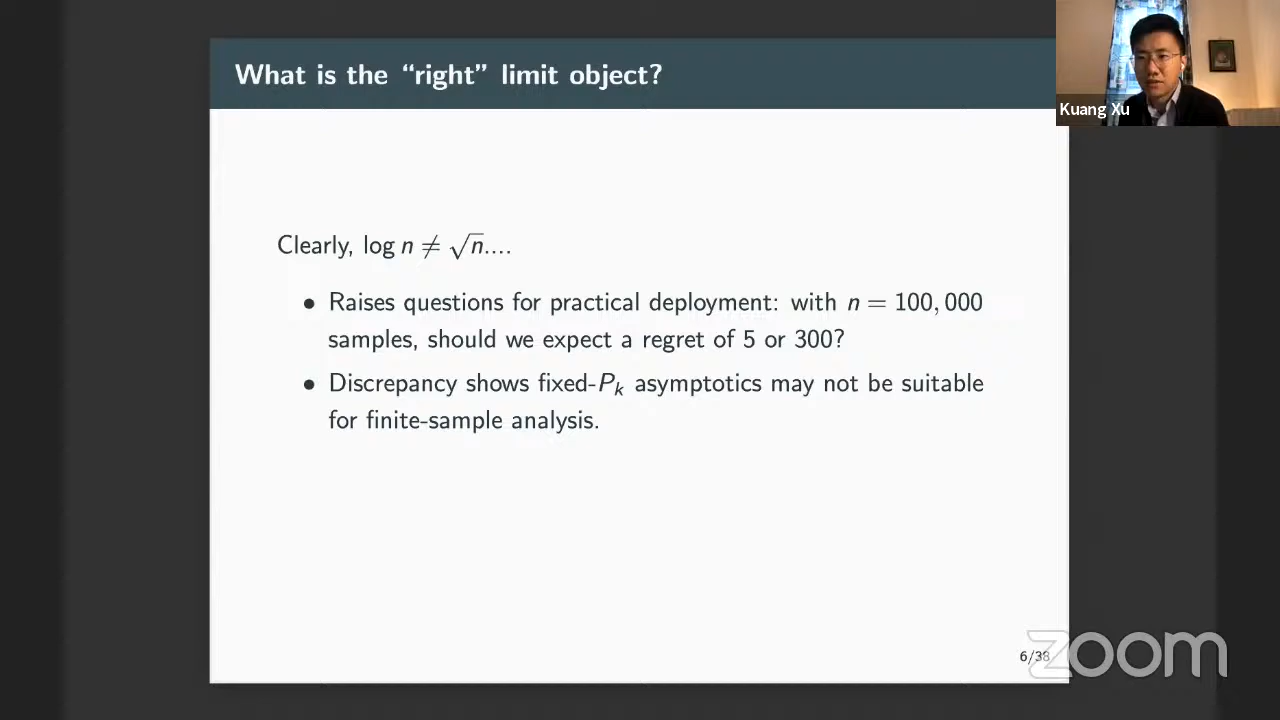 What is the “right” limit object?
Kuang Xu
Clearly, log n ≠ √n....
• Raises questions for practical deployment: with n = 100, 000
samples, should we expect a regret of 5 or 300?
• Discrepancy shows fixed-Pₖ asymptotics may not be suitable
for finite-sample analysis.
6/38
zoom